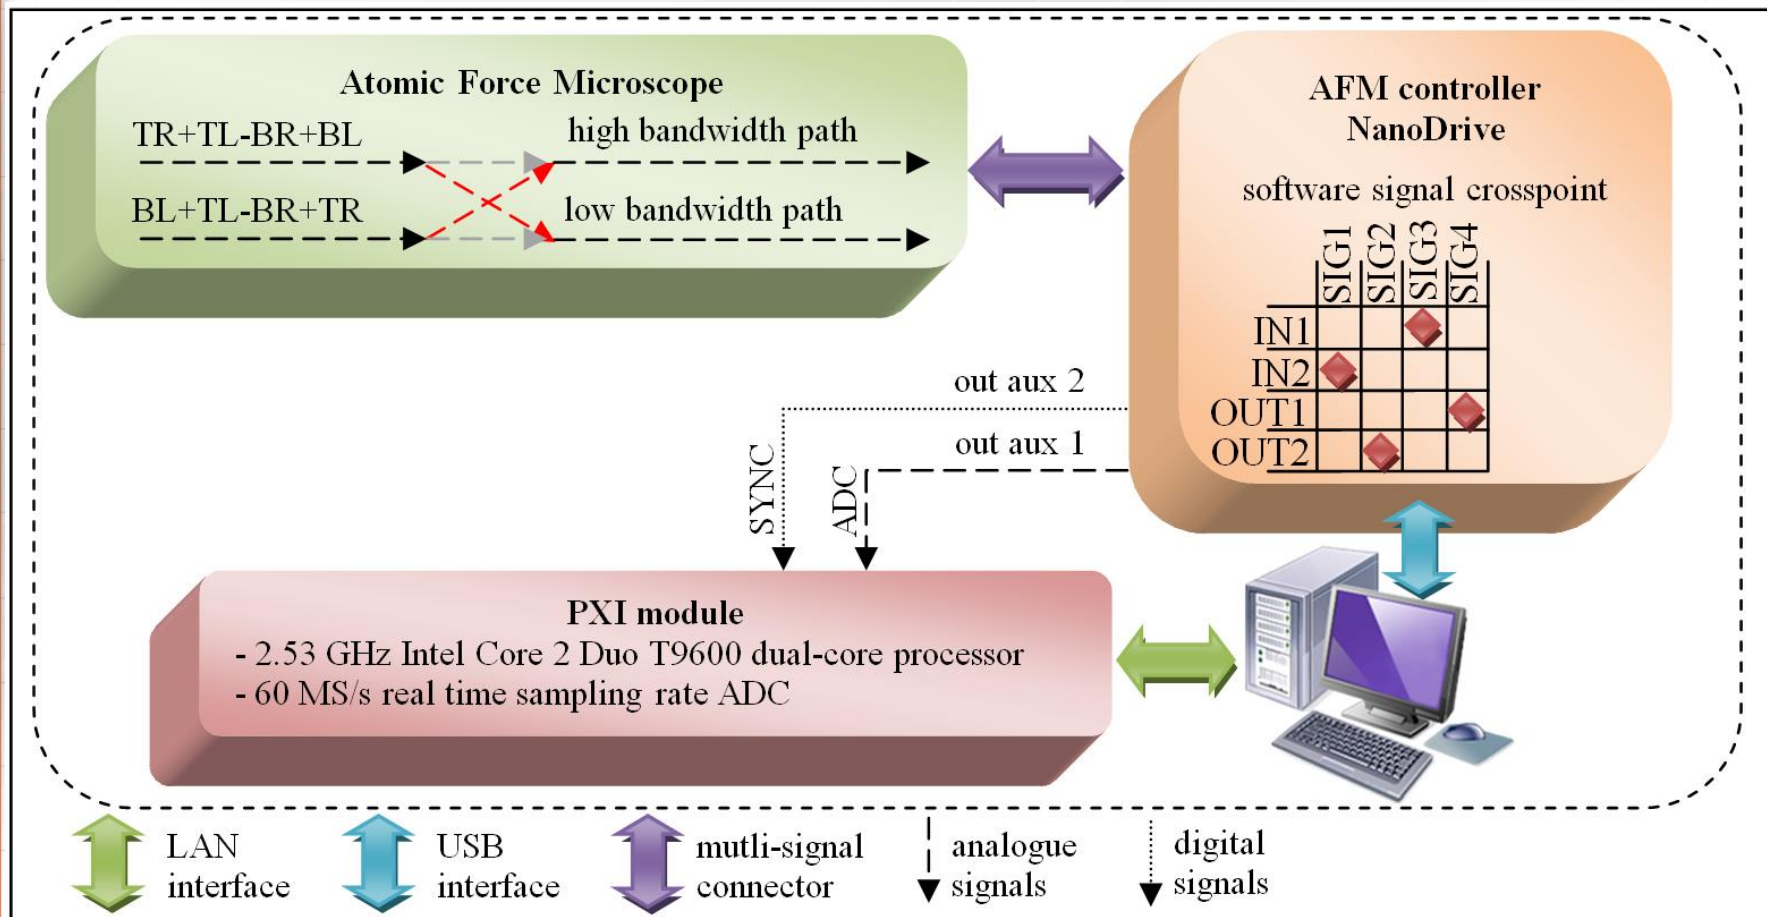 Atomic Force Microscope
TR+TL-BR+BL
high bandwidth path
BL+TL-BR+TR
low bandwidth path
AFM controller
NanoDrive
software signal crosspoint
SIG1
SIG2
SIG3
SIG4
IN1
IN2
OUT1
OUT2
out aux 2
out aux 1
SYNC
ADC
PXI module
- 2.53 GHz Intel Core 2 Duo T9600 dual-core processor
- 60 MS/s real time sampling rate ADC
LAN
interface
USB
interface
mutli-signal
connector
analogue
signals
digital
signals